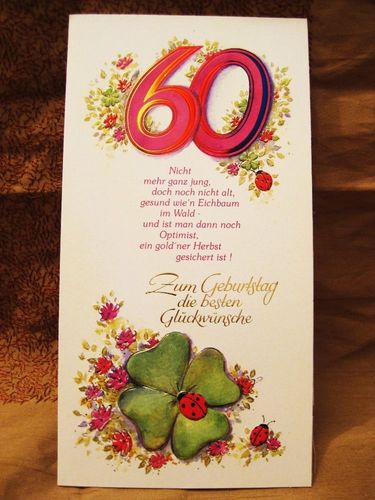 60
Nicht
mehr ganz jung,
doch noch nicht alt,
gesund wie'n Eichbaum
im Wald -
und ist man dann noch
Optimist,
ein gold'ner Herbst
gesichert ist !
Zum Geburtstag
die besten
Glückwünsche